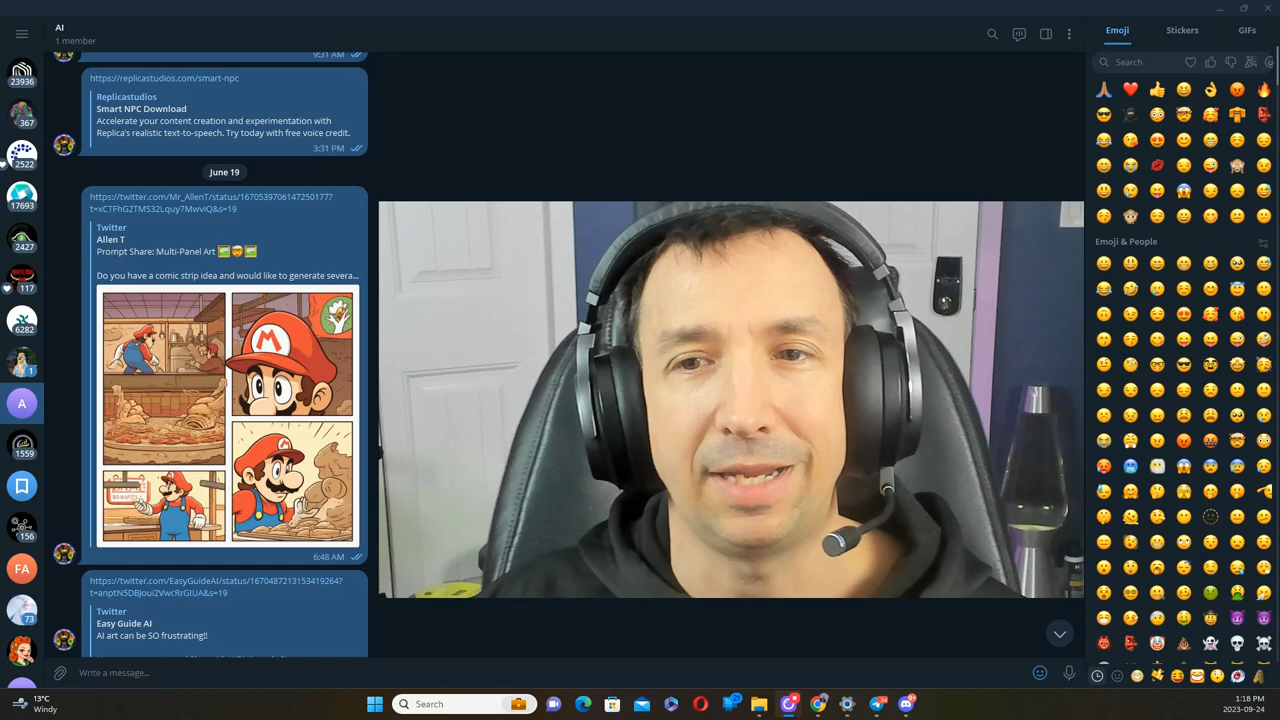 AI
1 member
9:31 AM
https://replicastudios.com/smart-npc
Replicastudios
Smart NPC Download
Accelerate your content creation and experimentation with
Replica's realistic text-to-speech. Try today with free voice credit.
3:31 PM
June 19
https://twitter.com/Mr_AllenT/status/1670539706147250177?
t=xCTFhG2TMS32Lquy7MwviQ&s=19
Twitter
Allen T
Prompt Share: Multi-Panel Art
Do you have a comic strip idea and would like to generate severa...
M
6:48 AM
https://twitter.com/EasyGuideAI/status/1670487213153419264?
t=anptN5DBJoui2VwcRrGIUA&s=19
Twitter
Easy Guide AI
AI art can be SO frustrating!!
Write a message...
23936
367
2522
17693
2427
117
6282
1
A
1559
156
FA
73
Emoji
Stickers
GIFs
Search
Emoji & People
13°C
Windy
Search
1:18 PM
2023-09-24